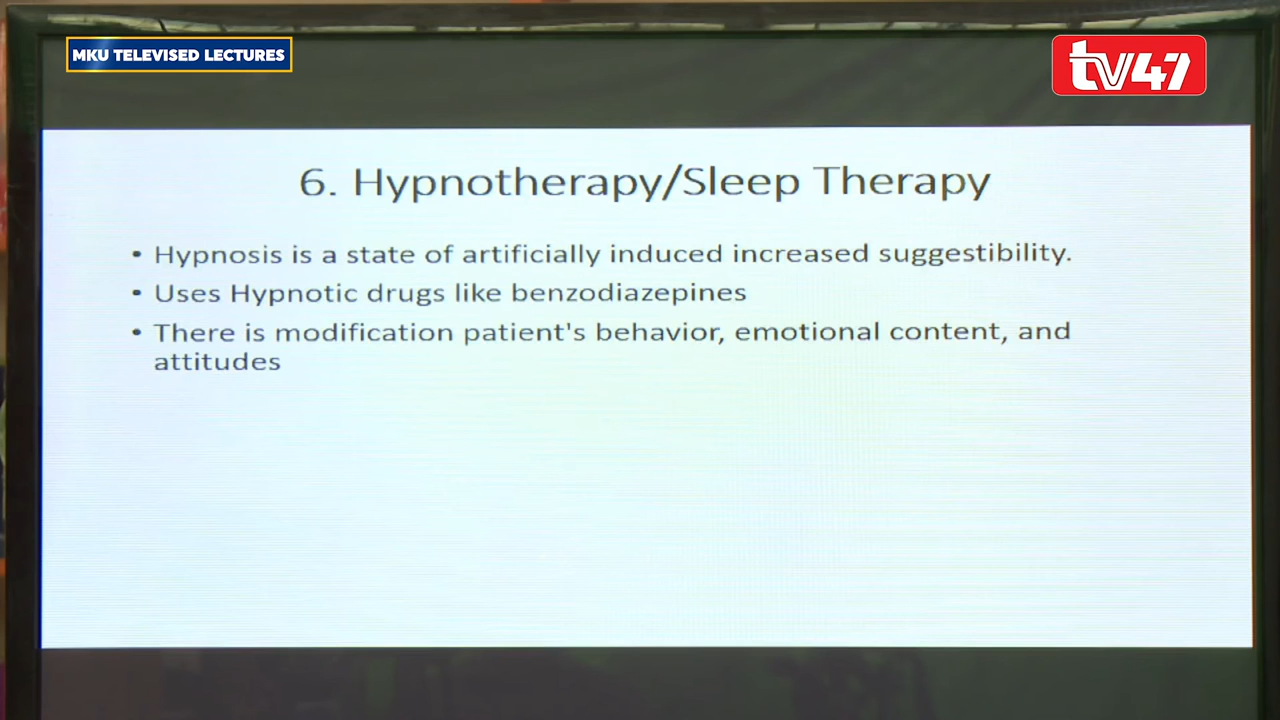 MKU TELEVISED LECTURES
tv47
6. Hypnotherapy/Sleep Therapy
• Hypnosis is a state of artificially induced increased suggestibility.
• Uses Hypnotic drugs like benzodiazepines
• There is modification patient's behavior, emotional content, and
attitudes